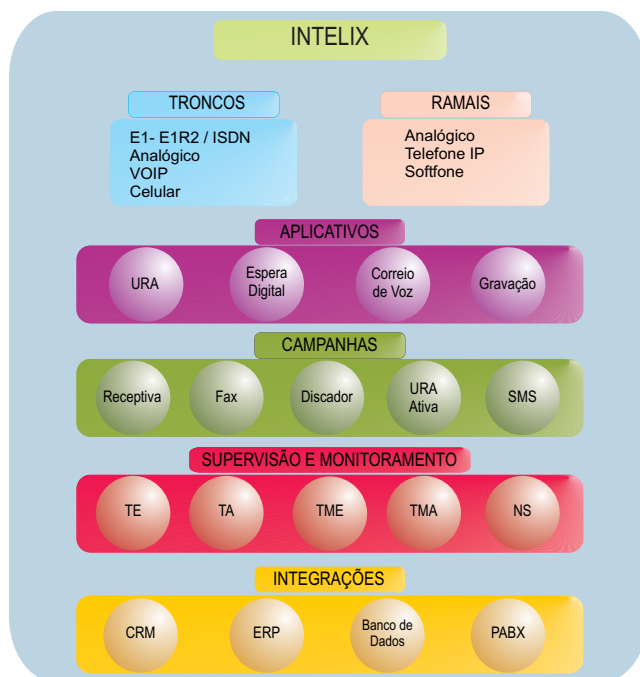 INTELIX
TRONCOS
E1- E1R2 / ISDN
Analógico
VOIP
Celular
RAMAIS
Analógico
Telefone IP
Softfone
APLICATIVOS
URA
Espera
Digital
Correio
de Voz
Gravação
CAMPANHAS
Receptiva
Fax
Discador
URA
Ativa
SMS
SUPERVISÃO E MONITORAMENTO
TE
TA
TME
TMA
NS
INTEGRAÇÕES
CRM
ERP
Banco de
Dados
PABX